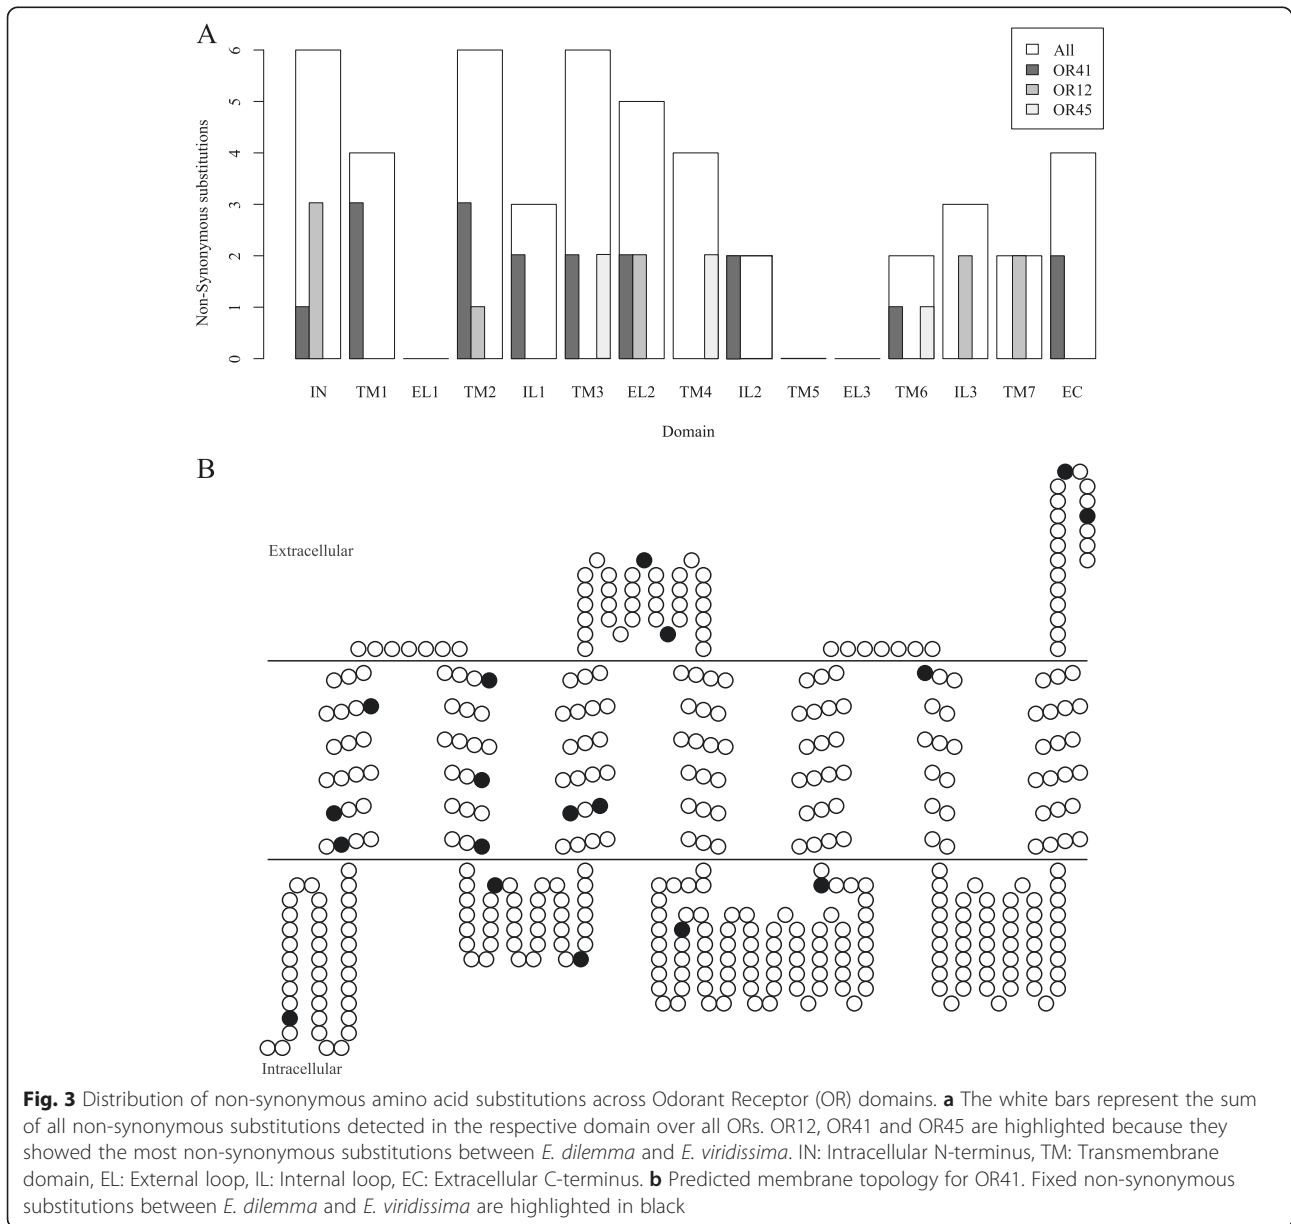 A
Non-Synonymous substitutions
6
5
4
3
2
1
0
All
OR41
OR12
OR45
IN TM1 EL1 TM2 IL1 TM3 EL2 TM4 IL2 TM5 EL3 TM6 IL3 TM7 EC
Domain
B
Extracellular
Intracellular
Fig. 3 Distribution of non-synonymous amino acid substitutions across Odorant Receptor (OR) domains. a The white bars represent the sum
of all non-synonymous substitutions detected in the respective domain over all ORs. OR12, OR41 and OR45 are highlighted because they
showed the most non-synonymous substitutions between E. dilemma and E. viridissima. IN: Intracellular N-terminus, TM: Transmembrane
domain, EL: External loop, IL: Internal loop, EC: Extracellular C-terminus. b Predicted membrane topology for OR41. Fixed non-synonymous
substitutions between E. dilemma and E. viridissima are highlighted in black